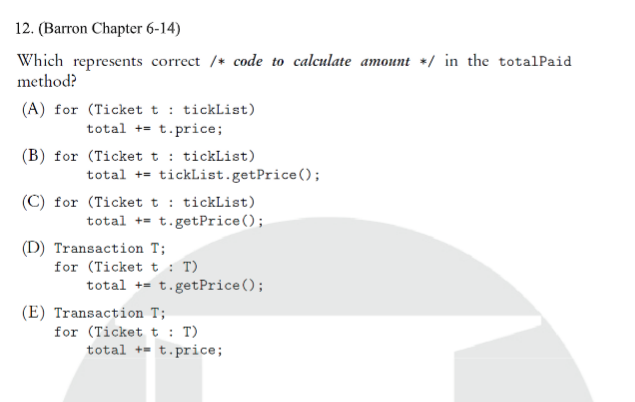 12. (Barron Chapter 6-14)
Which represents correct /* code to calculate amount */ in the totalPaid
method?
(A) for (Ticket t : tickList)
total += t.price;
(B) for (Ticket t : tickList)
total += tickList.getPrice();
(C) for (Ticket t : tickList)
total += t.getPrice();
(D) Transaction T;
for (Ticket t : T)
total += t.getPrice();
(E) Transaction T;
for (Ticket t : T)
total += t.price;